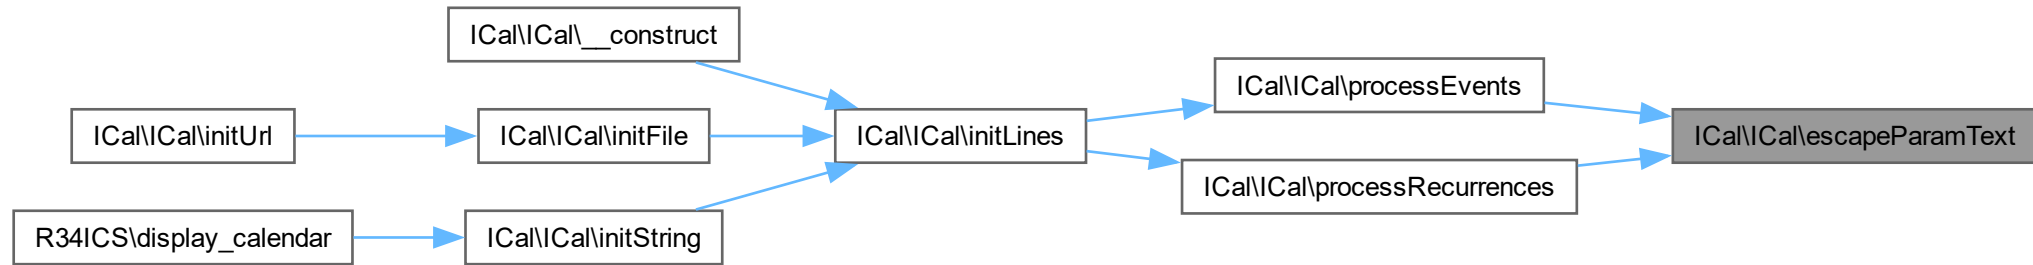 ICal\ICal\__construct
ICal\ICal\processEvents
ICal\ICal\initUrl
ICal\ICal\initFile
ICal\ICal\initLines
ICal\ICal\escapeParamText
ICal\ICal\processRecurrences
R34ICS\display_calendar
ICal\ICal\initString